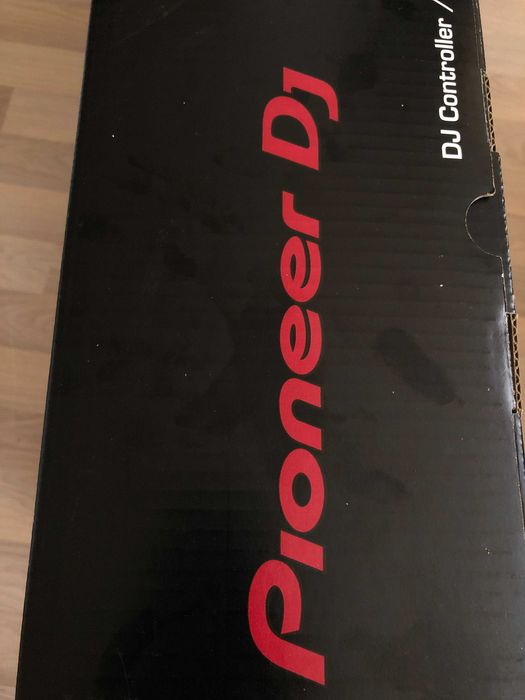 Pioneer Dj
DJ Controller /